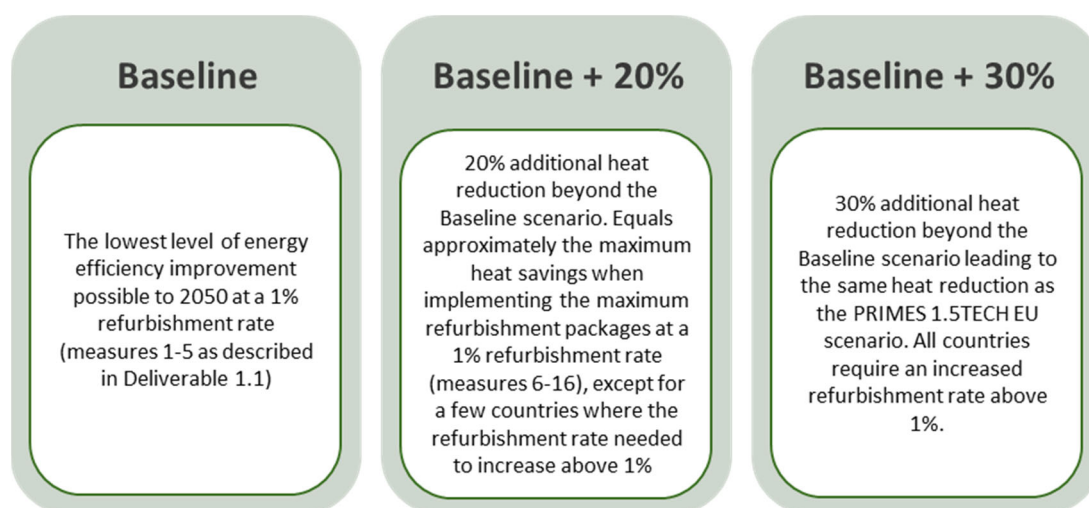 Baseline
The lowest level of energy
efficiency improvement
possible to 2050 at a 1%
refurbishment rate
(measures 1-5 as described
in Deliverable 1.1)
Baseline + 20%
20% additional heat
reduction beyond the
Baseline scenario. Equals
approximately the maximum
heat savings when
implementing the maximum
refurbishment packages at a
1% refurbishment rate
(measures 6-16), except for
a few countries where the
refurbishment rate needed
to increase above 1%
Baseline + 30%
30% additional heat
reduction beyond the
Baseline scenario leading to
the same heat reduction as
the PRIMES 1.5TECH EU
scenario. All countries
require an increased
refurbishment rate above
1%.